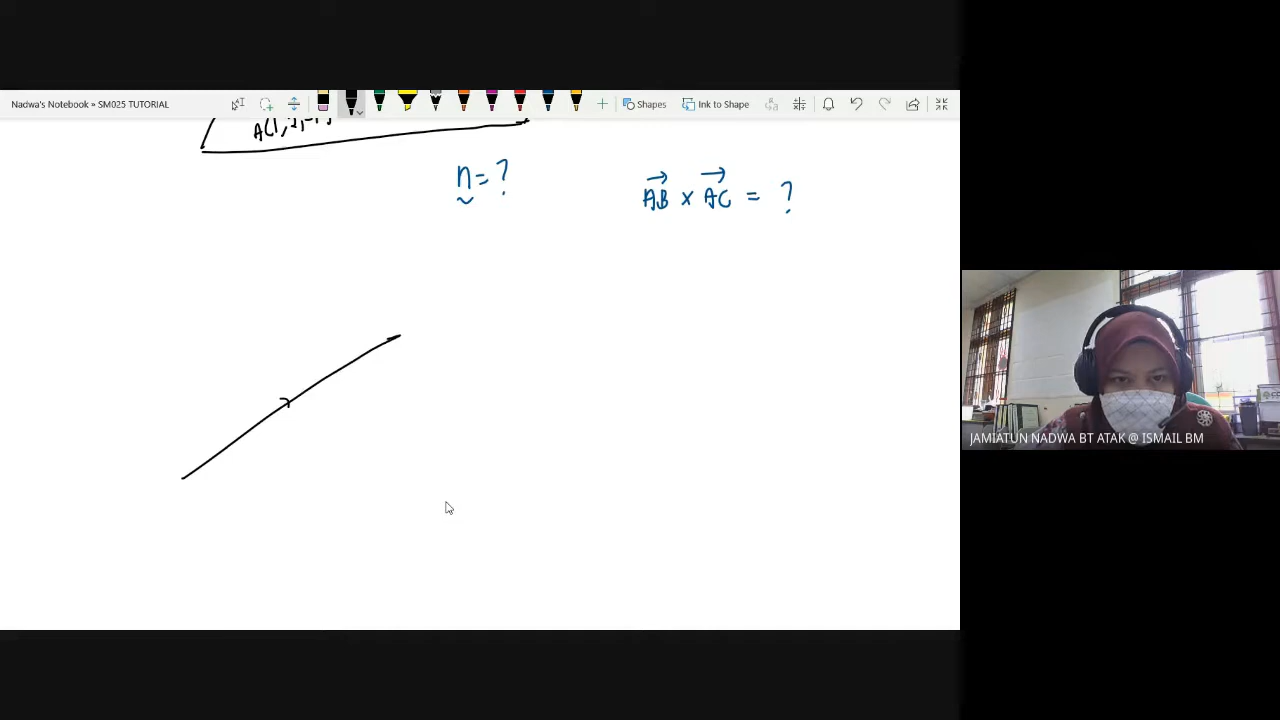 Nadwa's Notebook » SM025 TUTORIAL
Shapes
Ink to Shape
n = ?
AB × AC = ?
JAMIATUN NADWA BT ATAK @ ISMAIL BM